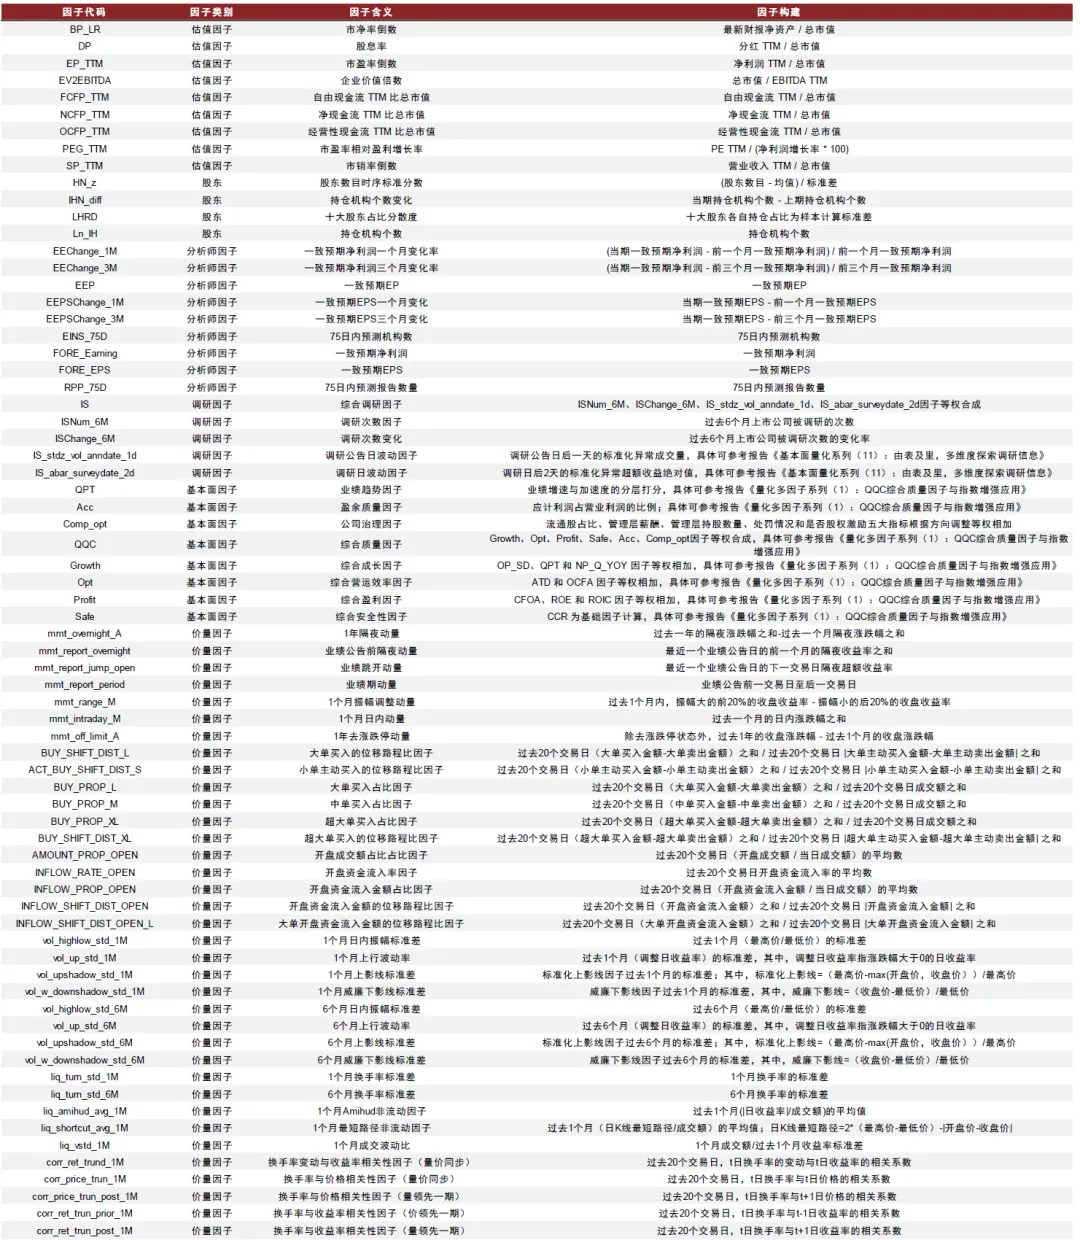 因子代码 因子类别 因子含义 因子构建
BP_LR 估值因子 市净率倒数 最新财报净资产 / 总市值
DP 估值因子 股息率 分红 TTM / 总市值
EP_TTM 估值因子 市盈率倒数 净利润 TTM / 总市值
EV2EBITDA 估值因子 企业价值倍数 总市值 / EBITDA TTM
FCFP_TTM 估值因子 自由现金流 TTM 比总市值 自由现金流 TTM / 总市值
NCFP_TTM 估值因子 净现金流 TTM 比总市值 净现金流 TTM / 总市值
OCFP_TTM 估值因子 经营性现金流 TTM 比总市值 经营性现金流 TTM / 总市值
PEG_TTM 估值因子 市盈率相对盈利增长率 PE TTM / (净利润增长率 * 100)
SP_TTM 估值因子 市销率倒数 营业收入 TTM / 总市值
HN_z 股东 股东数目时序标准分数 (股东数目 - 均值) / 标准差
IHN_diff 股东 持仓机构个数变化 当期持仓机构个数 - 上期持仓机构个数
LHRD 股东 十大股东占比分散度 十大股东各自持仓占比为样本计算标准差
Ln_IH 股东 持仓机构个数 持仓机构个数
EEChange_1M 分析师因子 一致预期净利润一个月变化率 (当期一致预期净利润 - 前一个月一致预期净利润) / 前一个月一致预期净利润
EEChange_3M 分析师因子 一致预期净利润三个月变化率 (当期一致预期净利润 - 前三个月一致预期净利润) / 前三个月一致预期净利润
EEP 分析师因子 一致预期EP 一致预期EP
EEPSChange_1M 分析师因子 一致预期EPS一个月变化 当期一致预期EPS - 前一个月一致预期EPS
EEPSChange_3M 分析师因子 一致预期EPS三个月变化 当期一致预期EPS - 前三个月一致预期EPS
EINS_75D 分析师因子 75日内预测机构数 75日内预测机构数
FORE_Earning 分析师因子 一致预期净利润 一致预期净利润
FORE_EPS 分析师因子 一致预期EPS 一致预期EPS
RPP_75D 分析师因子 75日内预测报告数量 75日内预测报告数量
IS 调研因子 综合调研因子 ISNum_6M、ISChange_6M、IS_stdz_vol_anndate_1d、IS_abar_surveydate_2d因子等权合成
ISNum_6M 调研因子 调研次数因子 过去6个月上市公司被调研的次数
ISChange_6M 调研因子 调研次数变化 过去6个月上市公司被调研次数的变化率
IS_stdz_vol_anndate_1d 调研因子 调研公告日波动因子 调研公告日后一天的标准化异常成交量，具体可参考报告《基本面量化系列（11）：由表及里，多维度探索调研信息》
IS_abar_surveydate_2d 调研因子 调研日波动因子 调研日后2天的标准化异常超额收益绝对值，具体可参考报告《基本面量化系列（11）：由表及里，多维度探索调研信息》
QPT 基本面因子 业绩趋势因子 业绩增速与加速度的分层打分，具体可参考报告《量化多因子系列（1）：QQC综合质量因子与指数增强应用》
Acc 基本面因子 盈余质量因子 应计利润占营业利润的比例；具体可参考报告《量化多因子系列（1）：QQC综合质量因子与指数增强应用》
Comp_opt 基本面因子 公司治理因子 流通股占比、管理层薪酬、管理层持股数量、处罚情况和是否股权激励五大指标根据方向调整等权相加
QQC 基本面因子 综合质量因子 Growth、Opt、Profit、Safe、Acc、Comp_opt因子等权合成，具体可参考报告《量化多因子系列（1）：QQC综合质量因子与指数
增强应用》
Growth 基本面因子 综合成长因子 OP_SD、QPT 和 NP_Q_YOY 因子等权相加，具体可参考报告《量化多因子系列（1）：QQC综合质量因子与指数增强应用》
Opt 基本面因子 综合营运效率因子 ATD 和 OCFA 因子等权相加，具体可参考报告《量化多因子系列（1）：QQC综合质量因子与指数增强应用》
Profit 基本面因子 综合盈利因子 CFOA、ROE 和 ROIC 因子等权相加，具体可参考报告《量化多因子系列（1）：QQC综合质量因子与指数增强应用》
Safe 基本面因子 综合安全性因子 CCR 为基础因子计算，具体可参考报告《量化多因子系列（1）：QQC综合质量因子与指数增强应用》
mmt_overnight_A 价量因子 1年隔夜动量 过去一年的隔夜涨跌幅之和-过去一个月隔夜涨跌幅之和
mmt_report_overnight 价量因子 业绩公告前隔夜动量 最近一个业绩公告日的前一个月的隔夜收益率之和
mmt_report_jump_open 价量因子 业绩跳开动量 最近一个业绩公告日的下一交易日隔夜超额收益率
mmt_report_period 价量因子 业绩期动量 业绩公告前一交易日至后一交易日
mmt_range_M 价量因子 1个月振幅调整动量 过去1个月内，振幅大的前20%的收盘收益率 - 振幅小的后20%的收盘收益率
mmt_intraday_M 价量因子 1个月日内动量 过去一个月的日内涨跌幅之和
mmt_off_limit_A 价量因子 1年去涨跌停动量 除去涨跌停状态外，过去1年的收盘涨跌幅 - 过去1个月的收盘涨跌幅
BUY_SHIFT_DIST_L 价量因子 大单买入的位移路程比因子 过去20个交易日（大单买入金额-大单卖出金额）之和 / 过去20个交易日 |大单主动买入金额-大单主动卖出金额| 之和
ACT_BUY_SHIFT_DIST_S 价量因子 小单主动买入的位移路程比因子 过去20个交易日（小单主动买入金额-小单主动卖出金额）之和 / 过去20个交易日 |小单主动买入金额-小单主动卖出金额| 之和
BUY_PROP_L 价量因子 大单买入占比因子 过去20个交易日（大单买入金额-大单卖出金额）之和 / 过去20个交易日成交额之和
BUY_PROP_M 价量因子 中单买入占比因子 过去20个交易日（中单买入金额-中单卖出金额）之和 / 过去20个交易日成交额之和
BUY_PROP_XL 价量因子 超大单买入占比因子 过去20个交易日（超大单买入金额-超大单卖出金额）之和 / 过去20个交易日成交额之和
BUY_SHIFT_DIST_XL 价量因子 超大单买入的位移路程比因子 过去20个交易日（超大单买入金额-超大单卖出金额）之和 / 过去20个交易日 |超大单主动买入金额-超大单主动卖出金额| 之和
AMOUNT_PROP_OPEN 价量因子 开盘成交额占比占比因子 过去20个交易日（开盘成交额 / 当日成交额）的平均数
INFLOW_RATE_OPEN 价量因子 开盘资金流入率因子 过去20个交易日开盘资金流入率的平均数
INFLOW_PROP_OPEN 价量因子 开盘资金流入金额占比因子 过去20个交易日（开盘资金流入金额 / 当日成交额）的平均数
INFLOW_SHIFT_DIST_OPEN 价量因子 开盘资金流入金额的位移路程比因子 过去20个交易日（开盘资金流入金额）之和 / 过去20个交易日 |开盘资金流入金额| 之和
INFLOW_SHIFT_DIST_OPEN_L 价量因子 大单开盘资金流入金额的位移路程比因子 过去20个交易日（大单开盘资金流入金额）之和 / 过去20个交易日 |大单开盘资金流入金额| 之和
vol_highlow_std_1M 价量因子 1个月日内振幅标准差 过去1个月（最高价/最低价）的标准差
vol_up_std_1M 价量因子 1个月上行波动率 过去1个月（调整日收益率）的标准差，其中，调整日收益率指涨跌幅大于0的日收益率
vol_upshadow_std_1M 价量因子 1个月上影线标准差 标准化上影线因子过去1个月的标准差；其中，标准化上影线=（最高价-max(开盘价，收盘价））/最高价
vol_w_downshadow_std_1M 价量因子 1个月威廉下影线标准差 威廉下影线因子过去1个月的标准差，其中，威廉下影线=（收盘价-最低价）/最低价
vol_highlow_std_6M 价量因子 6个月日内振幅标准差 过去6个月（最高价/最低价）的标准差
vol_up_std_6M 价量因子 6个月上行波动率 过去6个月（调整日收益率）的标准差，其中，调整日收益率指涨跌幅大于0的日收益率
vol_upshadow_std_6M 价量因子 6个月上影线标准差 标准化上影线因子过去6个月的标准差；其中，标准化上影线=（最高价-max(开盘价，收盘价））/最高价
vol_w_downshadow_std_6M 价量因子 6个月威廉下影线标准差 威廉下影线因子过去6个月的标准差，其中，威廉下影线=（收盘价-最低价）/最低价
liq_turn_std_1M 价量因子 1个月换手率标准差 1个月换手率的标准差
liq_turn_std_6M 价量因子 6个月换手率标准差 6个月换手率的标准差
liq_amihud_avg_1M 价量因子 1个月Amihud非流动因子 过去1个月(|日收益率|/成交额)的平均值
liq_shortcut_avg_1M 价量因子 1个月最短路径非流动因子 过去1个月（日K线最短路径/成交额）的平均值；日K线最短路径=2*（最高价-最低价）-|开盘价-收盘价|
liq_vstd_1M 价量因子 1个月成交波动比 1个月成交额/过去1个月收益率标准差
corr_ret_trund_1M 价量因子 换手率变动与收益率相关性因子（量价同步） 过去20个交易日，t日换手率的变动与t日收益率的相关系数
corr_price_trun_1M 价量因子 换手率与价格相关性因子（量价同步） 过去20个交易日，t日换手率与t日价格的相关系数
corr_price_trun_post_1M 价量因子 换手率与价格相关性因子（量领先一期） 过去20个交易日，t日换手率与t+1日价格的相关系数
corr_ret_trun_prior_1M 价量因子 换手率与收益率相关性因子（价领先一期） 过去20个交易日，t日换手率与t-1日收益率的相关系数
corr_ret_trun_post_1M 价量因子 换手率与收益率相关性因子（量领先一期） 过去20个交易日，t日换手率与t+1日收益率的相关系数